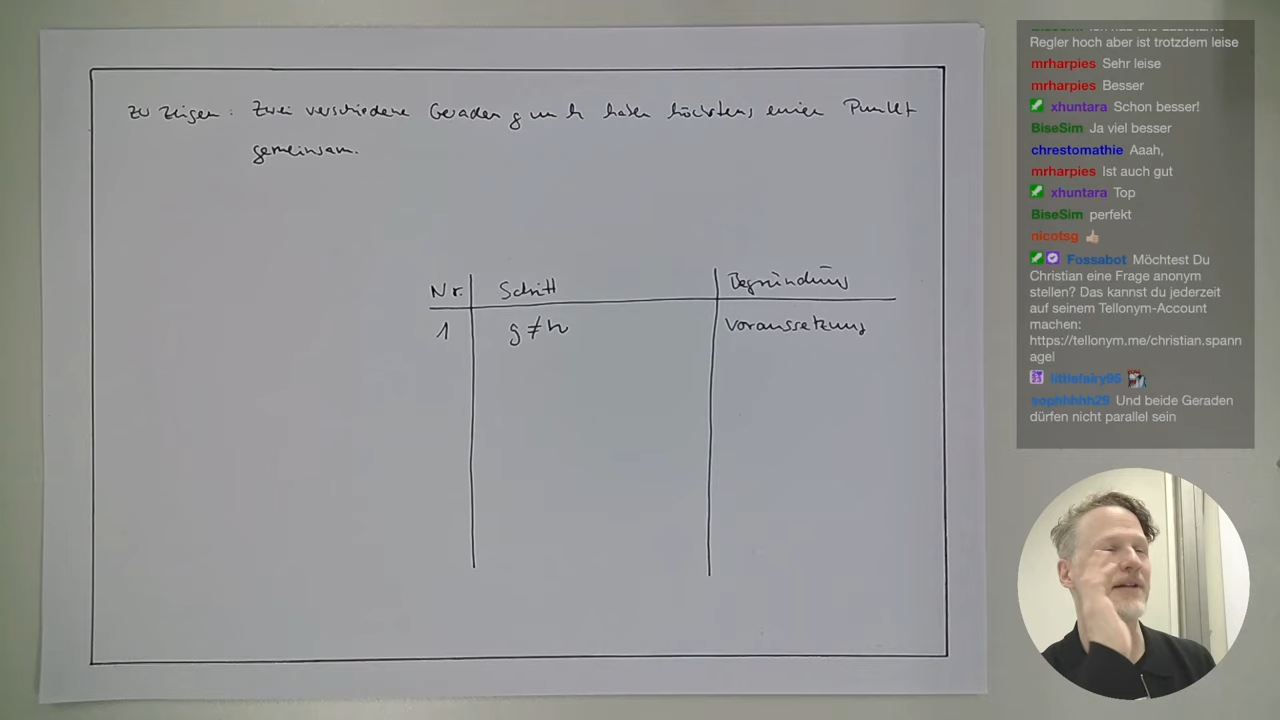 Zu zeigen: Zwei verschiedene Geraden g un h haben höchstens einen Punkt
gemeinsam.
Nr. Schritt Begründung
1 g ≠ h Voraussetzung
Regler hoch aber ist trotzdem leise
mrharpies Sehr leise
mrharpies Besser
xhuntara Schon besser!
BiseSim Ja viel besser
chrestomathie Aaah,
mrharpies Ist auch gut
xhuntara Top
BiseSim perfekt
nicotsg 👍🏻
Fossabot Möchtest Du
Christian eine Frage anonym
stellen? Das kannst du jederzeit
auf seinem Tellonym-Account
machen:
https://tellonym.me/christian.spann
agel
littlefairy95
sophhhhh29 Und beide Geraden
dürfen nicht parallel sein